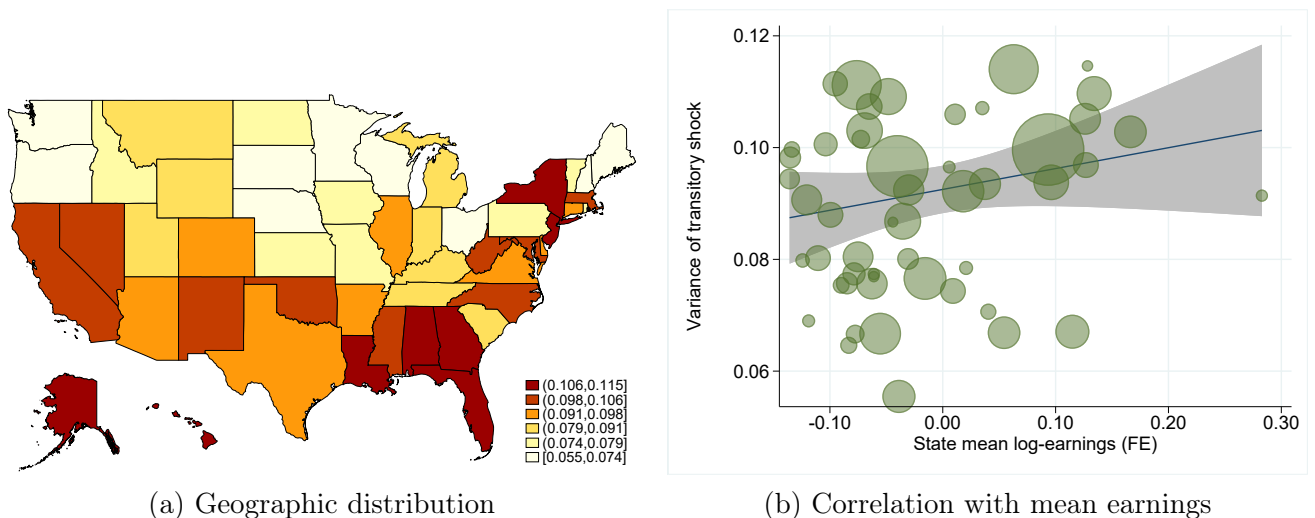 (0.106,0.115]
(0.098,0.106]
(0.091,0.098]
(0.079,0.091]
(0.074,0.079]
[0.055,0.074]
(a) Geographic distribution
Variance of transitory shock
0.12
0.10
0.08
0.06
-0.10 0.00 0.10 0.20 0.30
State mean log-earnings (FE)
(b) Correlation with mean earnings